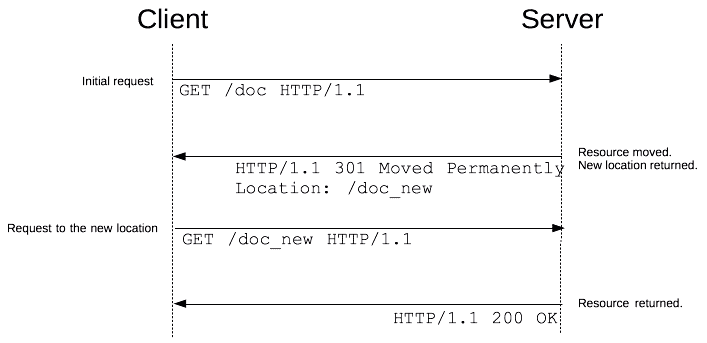 Client
Server
Initial request
GET /doc HTTP/1.1
Resource moved.
New location returned.
HTTP/1.1 301 Moved Permanently
Location: /doc_new
Request to the new location
GET /doc_new HTTP/1.1
Resource returned.
HTTP/1.1 200 OK